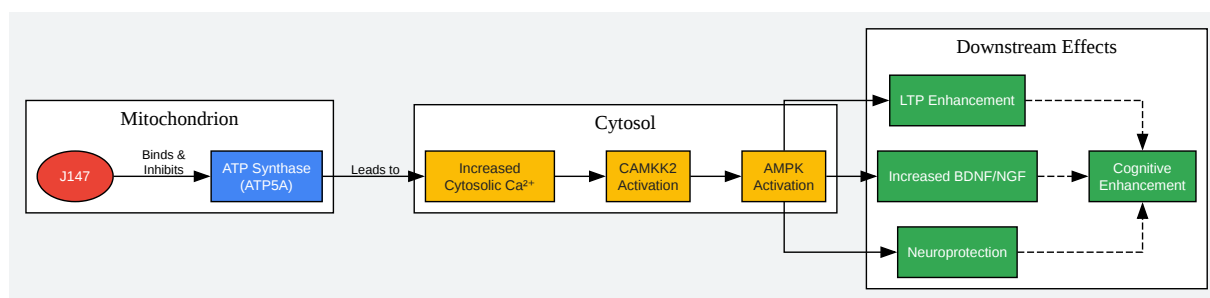 Mitochondrion
J147
Binds &
Inhibits
ATP Synthase
(ATP5A)
Leads to
Cytosol
Increased
Cytosolic Ca²⁺
CAMKK2
Activation
AMPK
Activation
Downstream Effects
LTP Enhancement
Increased BDNF/NGF
Neuroprotection
Cognitive
Enhancement